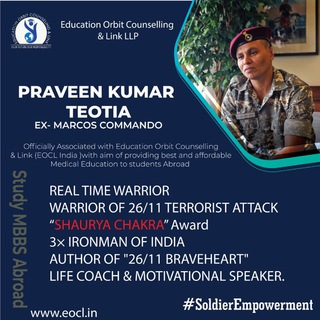 Education Orbit Counselling
& Link LLP
PRAVEEN KUMAR
TEOTIA
EX- MARCOS COMMANDO
Officially Associated with Education Orbit Counselling
& Link (EOCL India )with aim of providing best and affordable
Medical Education to students Abroad
Study MBBS Abroad
REAL TIME WARRIOR
WARRIOR OF 26/11 TERRORIST ATTACK
“SHAURYA CHAKRA” Award
3× IRONMAN OF INDIA
AUTHOR OF "26/11 BRAVEHEART"
LIFE COACH & MOTIVATIONAL SPEAKER.
#SoldierEmpowerment
www.eocl.in